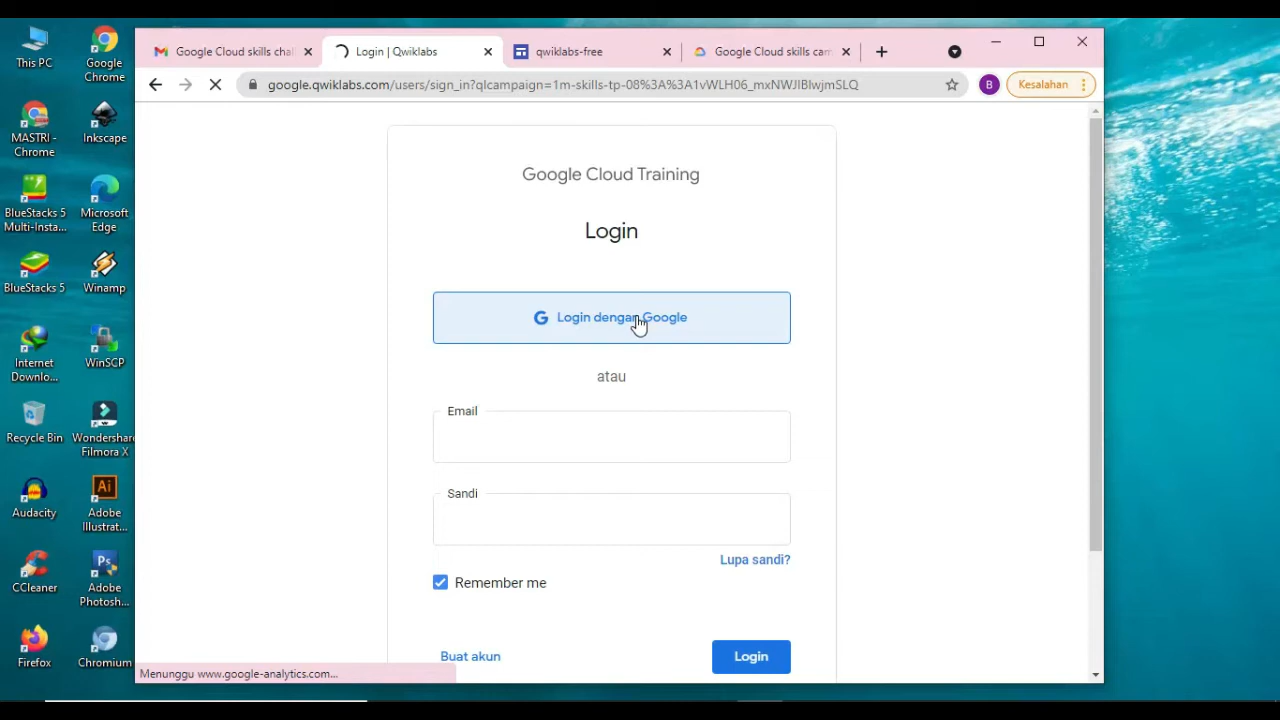 This PC
Google
Chrome
MASTRI -
Chrome
Inkscape
BlueStacks 5
Multi-Insta...
Microsoft
Edge
BlueStacks 5
Winamp
Internet
Downlo...
WinSCP
Recycle Bin
Wondershar
Filmora X
Audacity
Adobe
Illustrat...
CCleaner
Adobe
Photosh...
Firefox
Chromium
Google Cloud skills chal
Login | Qwiklabs
qwiklabs-free
Google Cloud skills cam
google.qwiklabs.com/users/sign_in?qlcampaign=1m-skills-tp-08%3A%3A1vWLH06_mxNWJIBlwjmSLQ
B
Kesalahan
Google Cloud Training
Login
Login dengan Google
atau
Email
Sandi
Lupa sandi?
Remember me
Buat akun
Login
Menunggu www.google-analytics.com...